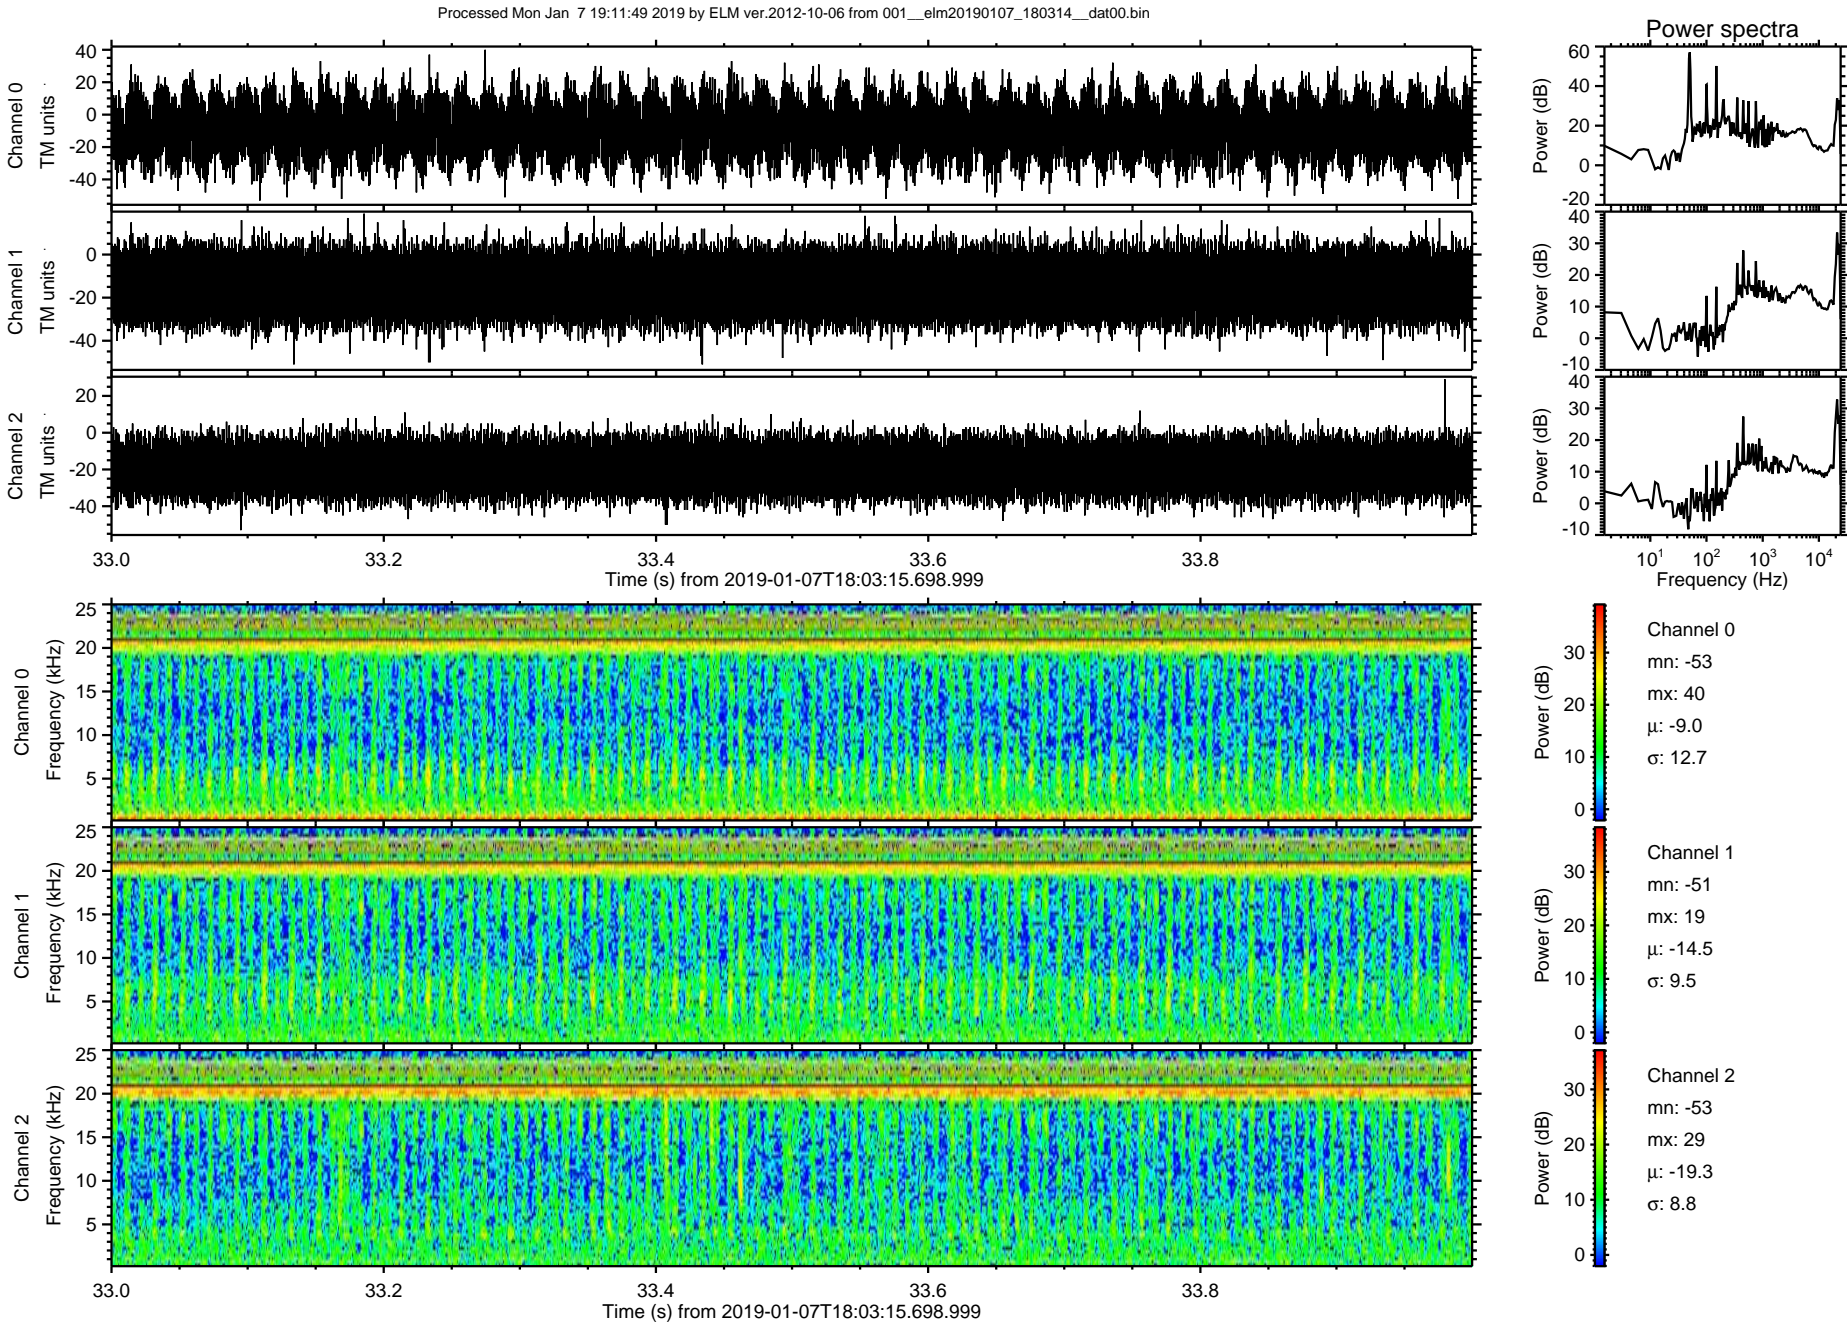 Processed Mon Jan  7 19:11:49 2019 by ELM ver.2012-10-06 from 001__elm20190107_180314__dat00.bin
Power spectra
Channel 0
TM units
40
20
0
-20
-40
Power (dB)
60
40
20
0
-20
Channel 1
TM units
0
-20
-40
Power (dB)
40
30
20
10
0
-10
Channel 2
TM units
20
0
-20
-40
Power (dB)
40
30
20
10
0
-10
33.0 33.2 33.4 33.6 33.8
Time (s) from 2019-01-07T18:03:15.698.999
10^1 10^2 10^3 10^4
Frequency (Hz)
Channel 0
Frequency (kHz)
25
20
15
10
5
Power (dB)
30
20
10
0
Channel 0
mn: -53
mx: 40
μ: -9.0
σ: 12.7
Channel 1
Frequency (kHz)
25
20
15
10
5
Power (dB)
30
20
10
0
Channel 1
mn: -51
mx: 19
μ: -14.5
σ: 9.5
Channel 2
Frequency (kHz)
25
20
15
10
5
Power (dB)
30
20
10
0
Channel 2
mn: -53
mx: 29
μ: -19.3
σ: 8.8
33.0 33.2 33.4 33.6 33.8
Time (s) from 2019-01-07T18:03:15.698.999